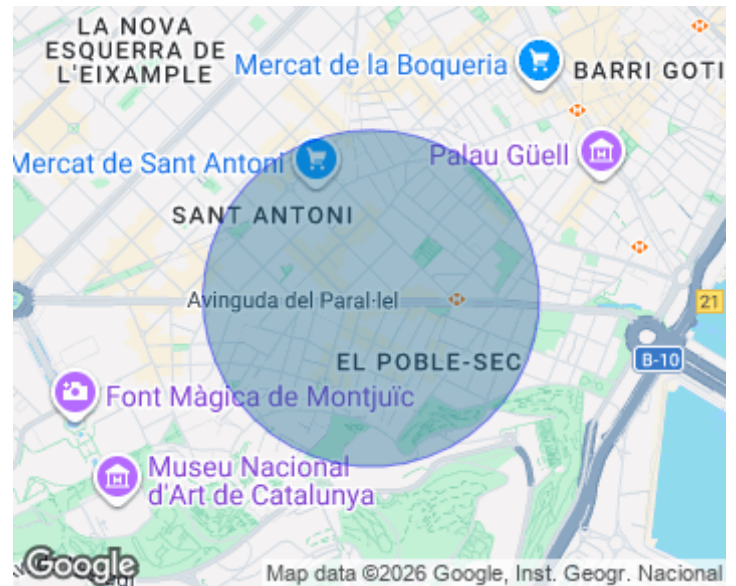 LA NOVA
ESQUERRA DE
L'EIXAMPLE
Mercat de la Boqueria
BARRI GOTI
Mercat de Sant Antoni
Palau Güell
SANT ANTONI
Avinguda del Paral·lel
21
EL POBLE-SEC
B-10
Font Màgica de Montjuïc
Museu Nacional
d'Art de Catalunya
Google
Map data ©2026 Google, Inst. Geogr. Nacional